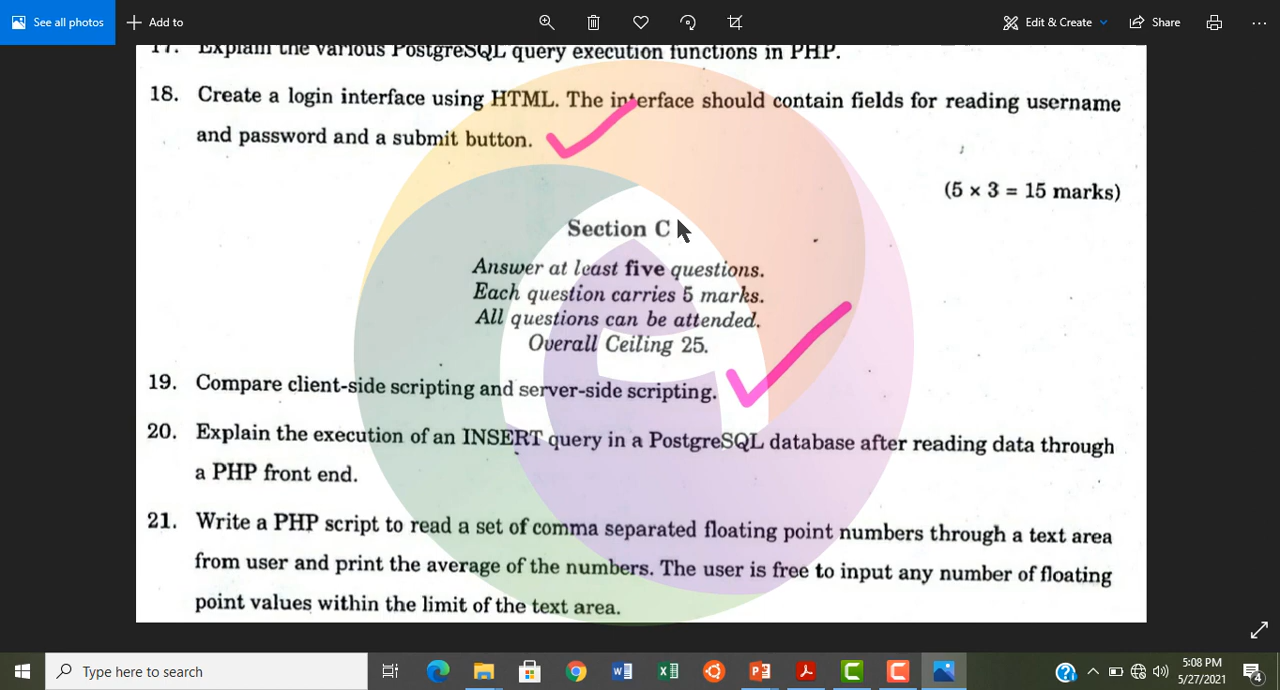 See all photos
Add to
Edit & Create
Share
17. Explain the various PostgreSQL query execution functions in PHP.
18. Create a login interface using HTML. The interface should contain fields for reading username
and password and a submit button.
(5 × 3 = 15 marks)
Section C
Answer at least five questions.
Each question carries 5 marks.
All questions can be attended.
Overall Ceiling 25.
19. Compare client-side scripting and server-side scripting.
20. Explain the execution of an INSERT query in a PostgreSQL database after reading data through
a PHP front end.
21. Write a PHP script to read a set of comma separated floating point numbers through a text area
from user and print the average of the numbers. The user is free to input any number of floating
point values within the limit of the text area.
Type here to search
5:08 PM
5/27/2021
4